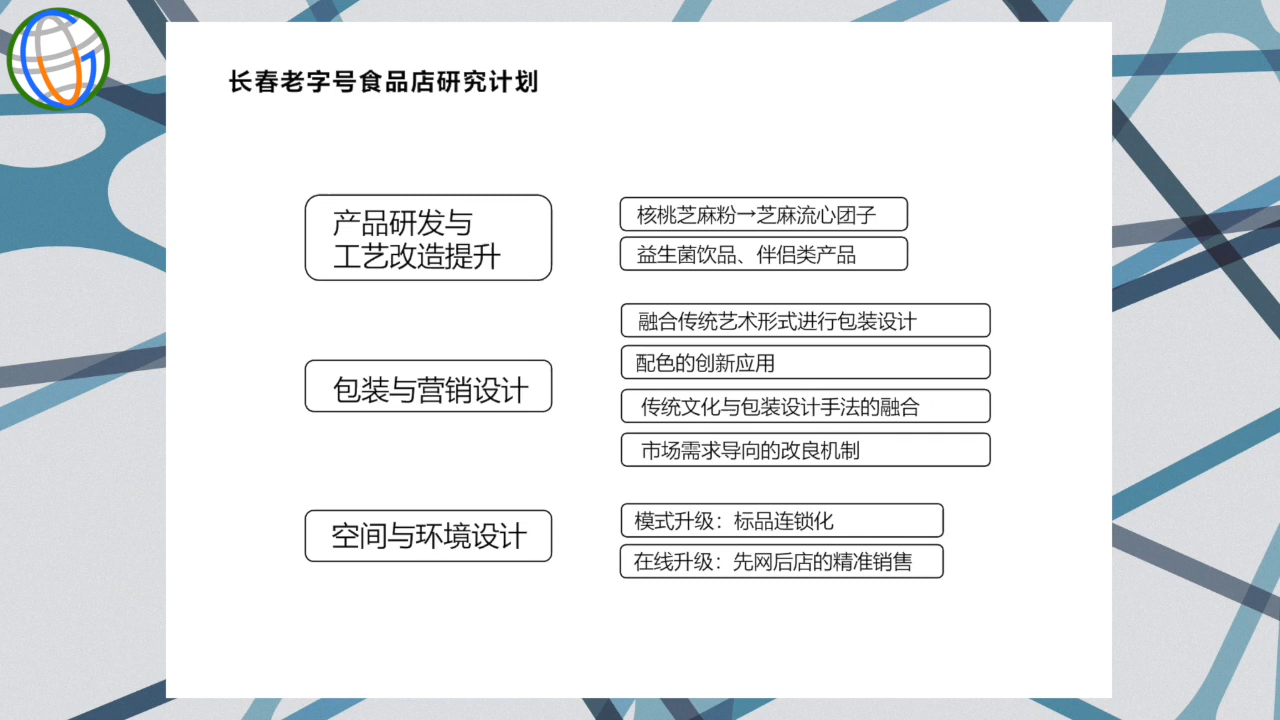 长春老字号食品店研究计划
产品研发与
工艺改造提升
核桃芝麻粉→芝麻流心团子
益生菌饮品、伴侣类产品
包装与营销设计
融合传统艺术形式进行包装设计
配色的创新应用
传统文化与包装设计手法的融合
市场需求导向的改良机制
空间与环境设计
模式升级：标品连锁化
在线升级：先网后店的精准销售